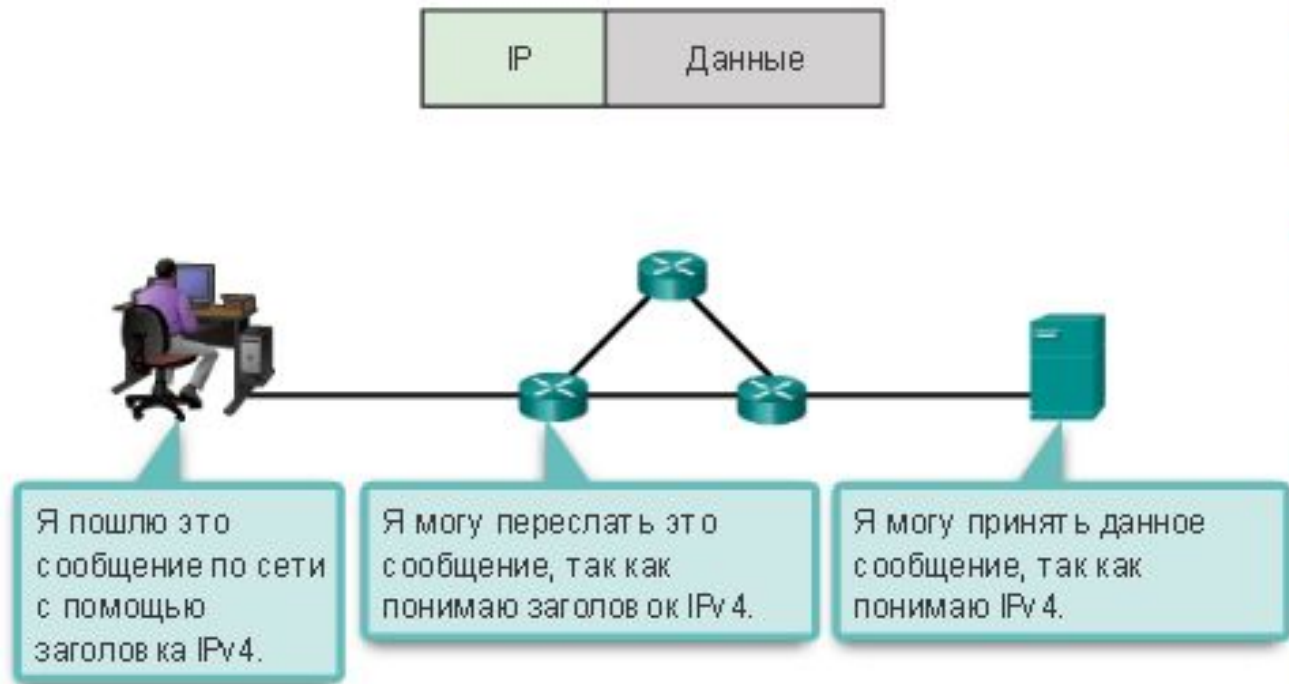 IP
Данные
Я пошлю это
сообщение по сети
с помощью
заголовка IPv4.
Я могу переслать это
сообщение, так как
понимаю заголовок IPv4.
Я могу принять данное
сообщение, так как
понимаю IPv4.